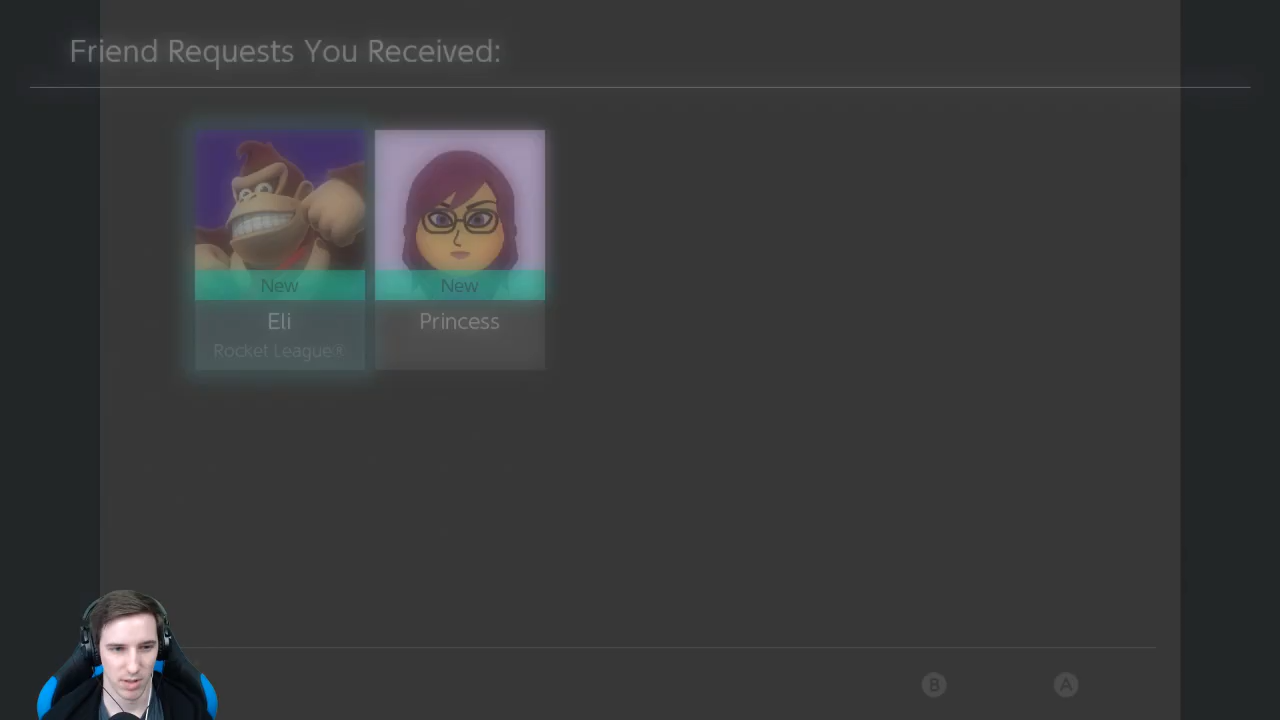 Friend Requests You Received:
New
New
Eli
Princess
Rocket League®
B
A